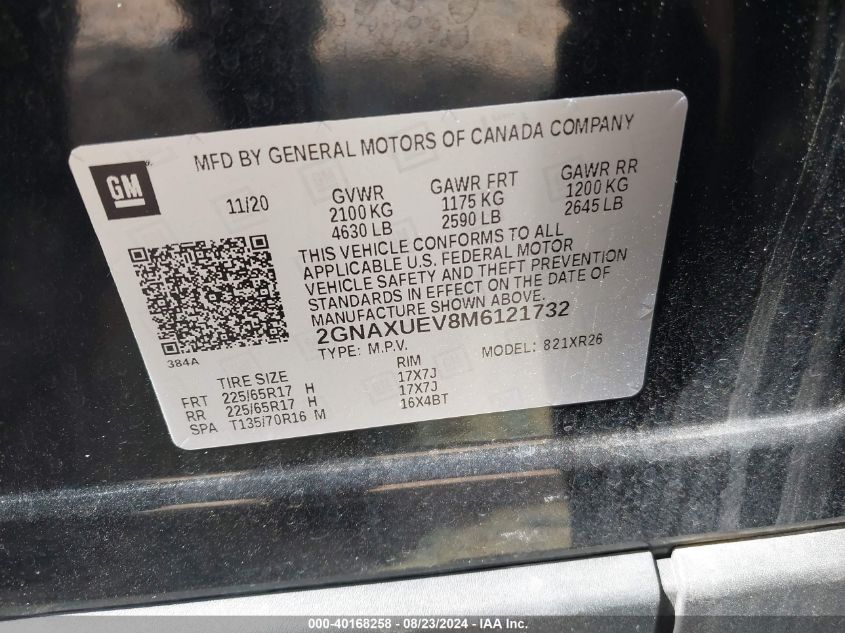 MFD BY GENERAL MOTORS OF CANADA COMPANY
GM
11/20 GVWR GAWR FRT GAWR RR
2100 KG 1175 KG 1200 KG
4630 LB 2590 LB 2645 LB
THIS VEHICLE CONFORMS TO ALL
APPLICABLE U.S. FEDERAL MOTOR
VEHICLE SAFETY AND THEFT PREVENTION
STANDARDS IN EFFECT ON THE DATE OF
MANUFACTURE SHOWN ABOVE.
2GNAXUEV8M6121732
TYPE: M.P.V. MODEL: 821XR26
384A
TIRE SIZE RIM
FRT 225/65R17 H 17X7J
RR 225/65R17 H 17X7J
SPA T135/70R16 M 16X4BT
000-40168258 - 08/23/2024 - IAA Inc.